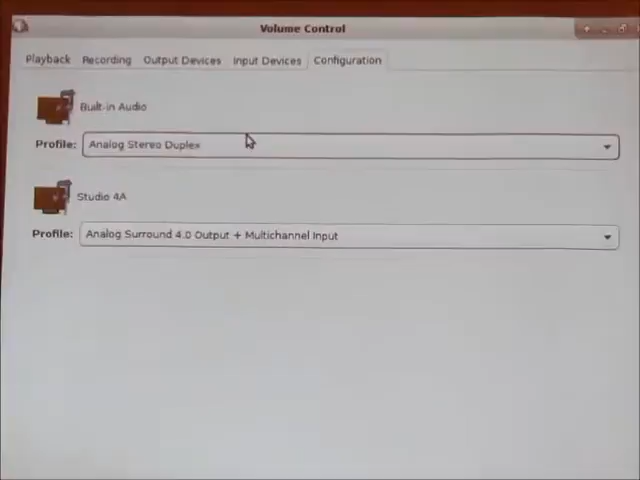 Volume Control
Playback Recording Output Devices Input Devices Configuration
Built-in Audio
Profile: Analog Stereo Duplex
Studio 4A
Profile: Analog Surround 4.0 Output + Multichannel Input